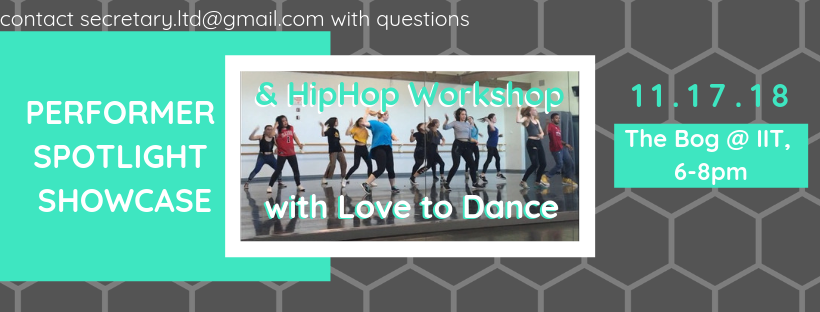 contact secretary.ltd@gmail.com with questions
PERFORMER
SPOTLIGHT
SHOWCASE
& HipHop Workshop
with Love to Dance
11.17.18
The Bog @ IIT,
6-8pm